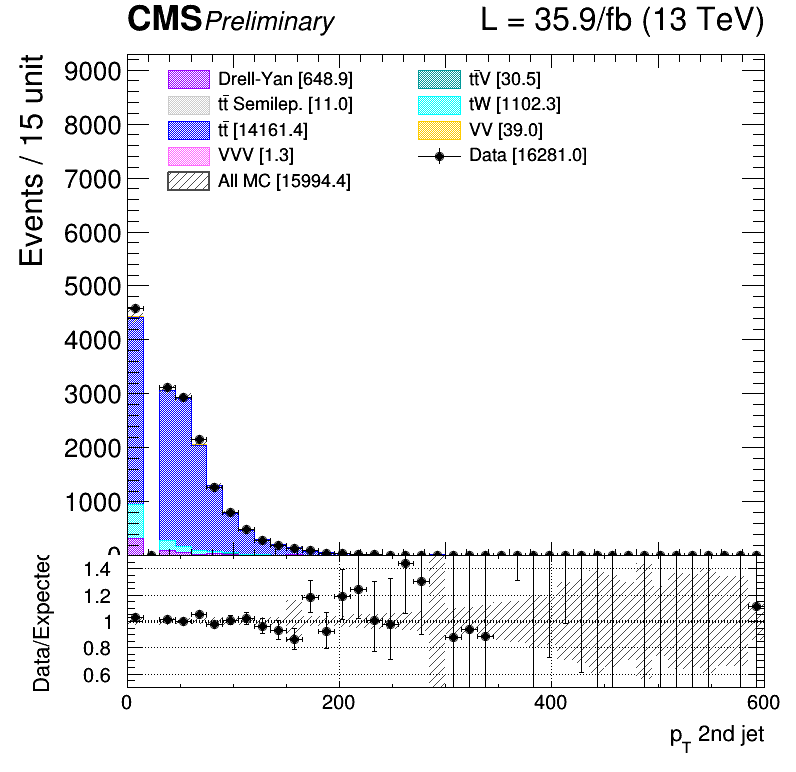 CMS Preliminary L = 35.9/fb (13 TeV)
Events / 15 unit
9000
8000
7000
6000
5000
4000
3000
2000
1000
0
Drell-Yan [648.9]
tt̄ Semilep. [11.0]
tt̄ [14161.4]
VVV [1.3]
All MC [15994.4]
tt̄V [30.5]
tW [1102.3]
VV [39.0]
Data [16281.0]
Data/Expected
1.4
1.2
1
0.8
0.6
0 200 400 600
p_T 2nd jet